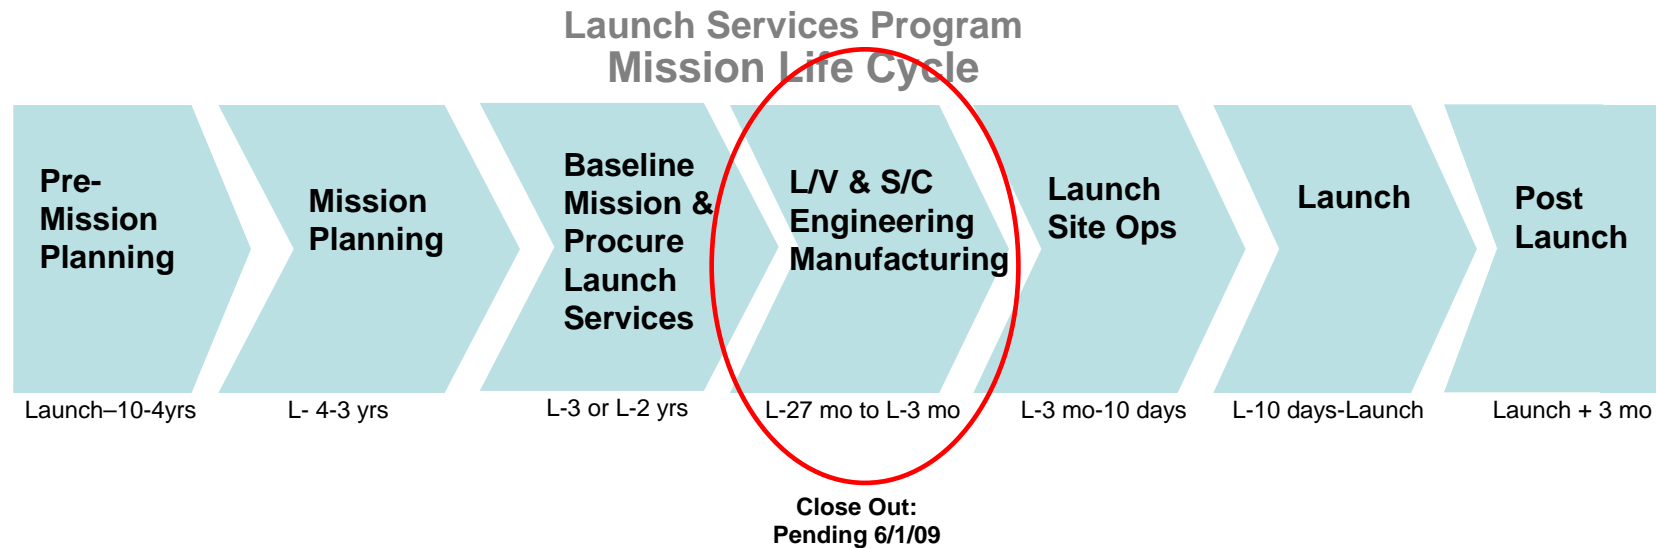 Launch Services Program
Mission Life Cycle
Pre-
Mission
Planning
Mission
Planning
Baseline
Mission &
Procure
Launch
Services
L/V & S/C
Engineering
Manufacturing
Launch
Site Ops
Launch
Post
Launch
Launch–10-4yrs
L- 4-3 yrs
L-3 or L-2 yrs
L-27 mo to L-3 mo
L-3 mo-10 days
L-10 days-Launch
Launch + 3 mo
Close Out:
Pending 6/1/09